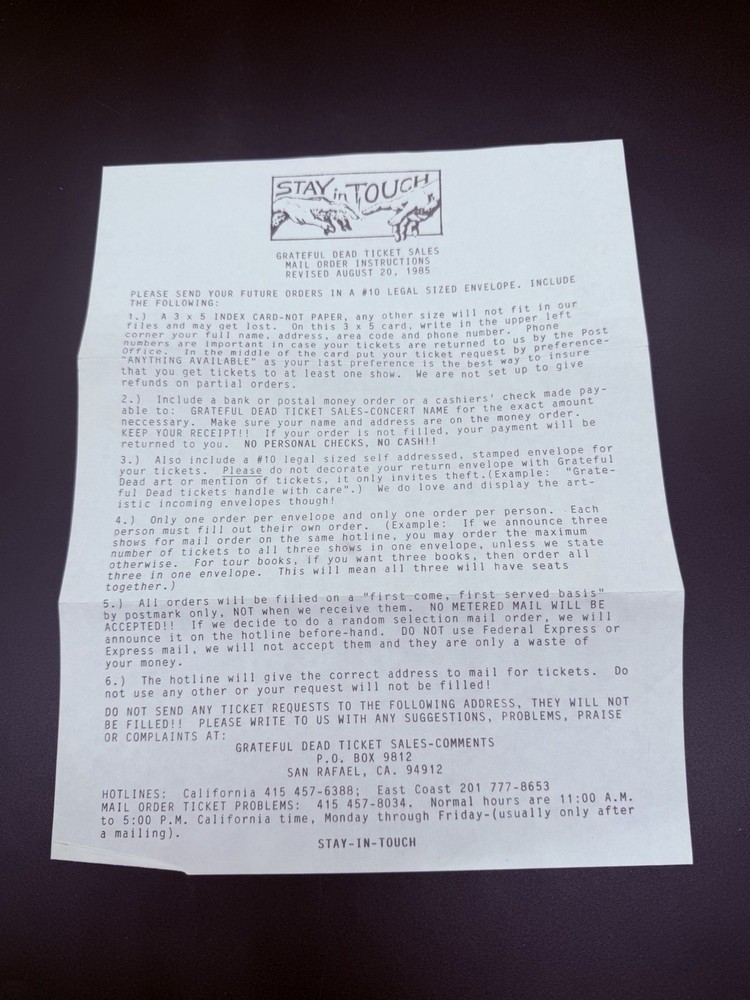 STAY in TOUCH
GRATEFUL DEAD TICKET SALES
MAIL ORDER INSTRUCTIONS
REVISED AUGUST 20, 1985
PLEASE SEND YOUR FUTURE ORDERS IN A #10 LEGAL SIZED ENVELOPE. INCLUDE
THE FOLLOWING:
1.) A 3 x 5 INDEX CARD-NOT PAPER, any other size will not fit in our
files and may get lost. On this 3 x 5 card, write in the upper left
corner your full name, address, area code and phone number. Phone
numbers are important in case your tickets are returned to us by the Post
Office. In the middle of the card put your ticket request by preference-
"ANYTHING AVAILABLE" as your last preference is the best way to insure
that you get tickets to at least one show. We are not set up to give
refunds on partial orders.
2.) Include a bank or postal money order or a cashiers' check made pay-
able to: GRATEFUL DEAD TICKET SALES-CONCERT NAME for the exact amount
neccessary. Make sure your name and address are on the money order.
KEEP YOUR RECEIPT!! If your order is not filled, your payment will be
returned to you. NO PERSONAL CHECKS, NO CASH!!
3.) Also include a #10 legal sized self addressed, stamped envelope for
your tickets. Please do not decorate your return envelope with Grateful
Dead art or mention of tickets, it only invites theft.(Example: "Grate-
ful Dead tickets handle with care".) We do love and display the art-
istic incoming envelopes though!
4.) Only one order per envelope and only one order per person. Each
person must fill out their own order. (Example: If we announce three
shows for mail order on the same hotline, you may order the maximum
number of tickets to all three shows in one envelope, unless we state
otherwise. For tour books, if you want three books, then order all
three in one envelope. This will mean all three will have seats
together.)
5.) All orders will be filled on a "first come, first served basis"
by postmark only, NOT when we receive them. NO METERED MAIL WILL BE
ACCEPTED!! If we decide to do a random selection mail order, we will
announce it on the hotline before-hand. DO NOT use Federal Express or
Express mail, we will not accept them and they are only a waste of
your money.
6.) The hotline will give the correct address to mail for tickets. Do
not use any other or your request will not be filled!
DO NOT SEND ANY TICKET REQUESTS TO THE FOLLOWING ADDRESS, THEY WILL NOT
BE FILLED!! PLEASE WRITE TO US WITH ANY SUGGESTIONS, PROBLEMS, PRAISE
OR COMPLAINTS AT:
GRATEFUL DEAD TICKET SALES-COMMENTS
P.O. BOX 9812
SAN RAFAEL, CA. 94912
HOTLINES: California 415 457-6388; East Coast 201 777-8653
MAIL ORDER TICKET PROBLEMS: 415 457-8034. Normal hours are 11:00 A.M.
to 5:00 P.M. California time, Monday through Friday-(usually only after
a mailing).
STAY-IN-TOUCH